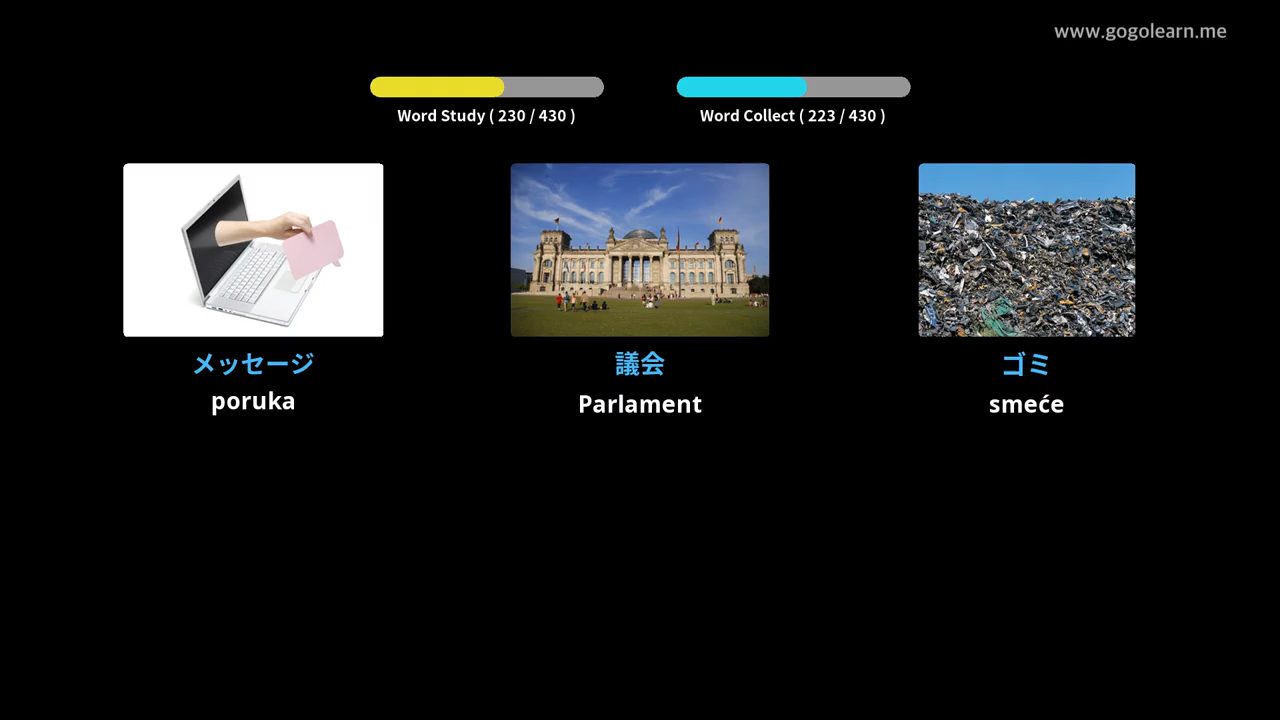 www.gogolearn.me
Word Study ( 230 / 430 )
Word Collect ( 223 / 430 )
メッセージ
poruka
議会
Parlament
ゴミ
smeće